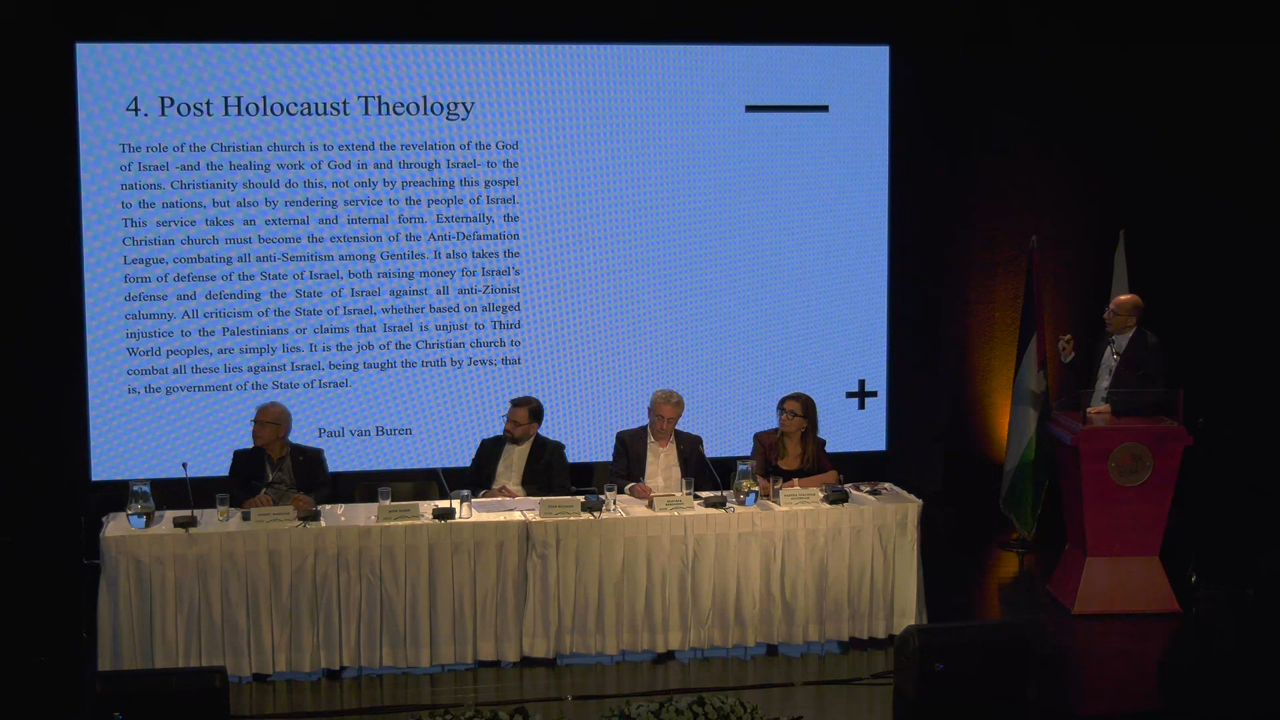 4. Post Holocaust Theology
The role of the Christian church is to extend the revelation of the God
of Israel -and the healing work of God in and through Israel- to the
nations. Christianity should do this, not only by preaching this gospel
to the nations, but also by rendering service to the people of Israel.
This service takes an external and internal form. Externally, the
Christian church must become the extension of the Anti-Defamation
League, combating all anti-Semitism among Gentiles. It also takes the
form of defense of the State of Israel, both raising money for Israel's
defense and defending the State of Israel against all anti-Zionist
calumny. All criticism of the State of Israel, whether based on alleged
injustice to the Palestinians or claims that Israel is unjust to Third
World peoples, are simply lies. It is the job of the Christian church to
combat all these lies against Israel, being taught the truth by Jews; that
is, the government of the State of Israel.
Paul van Buren